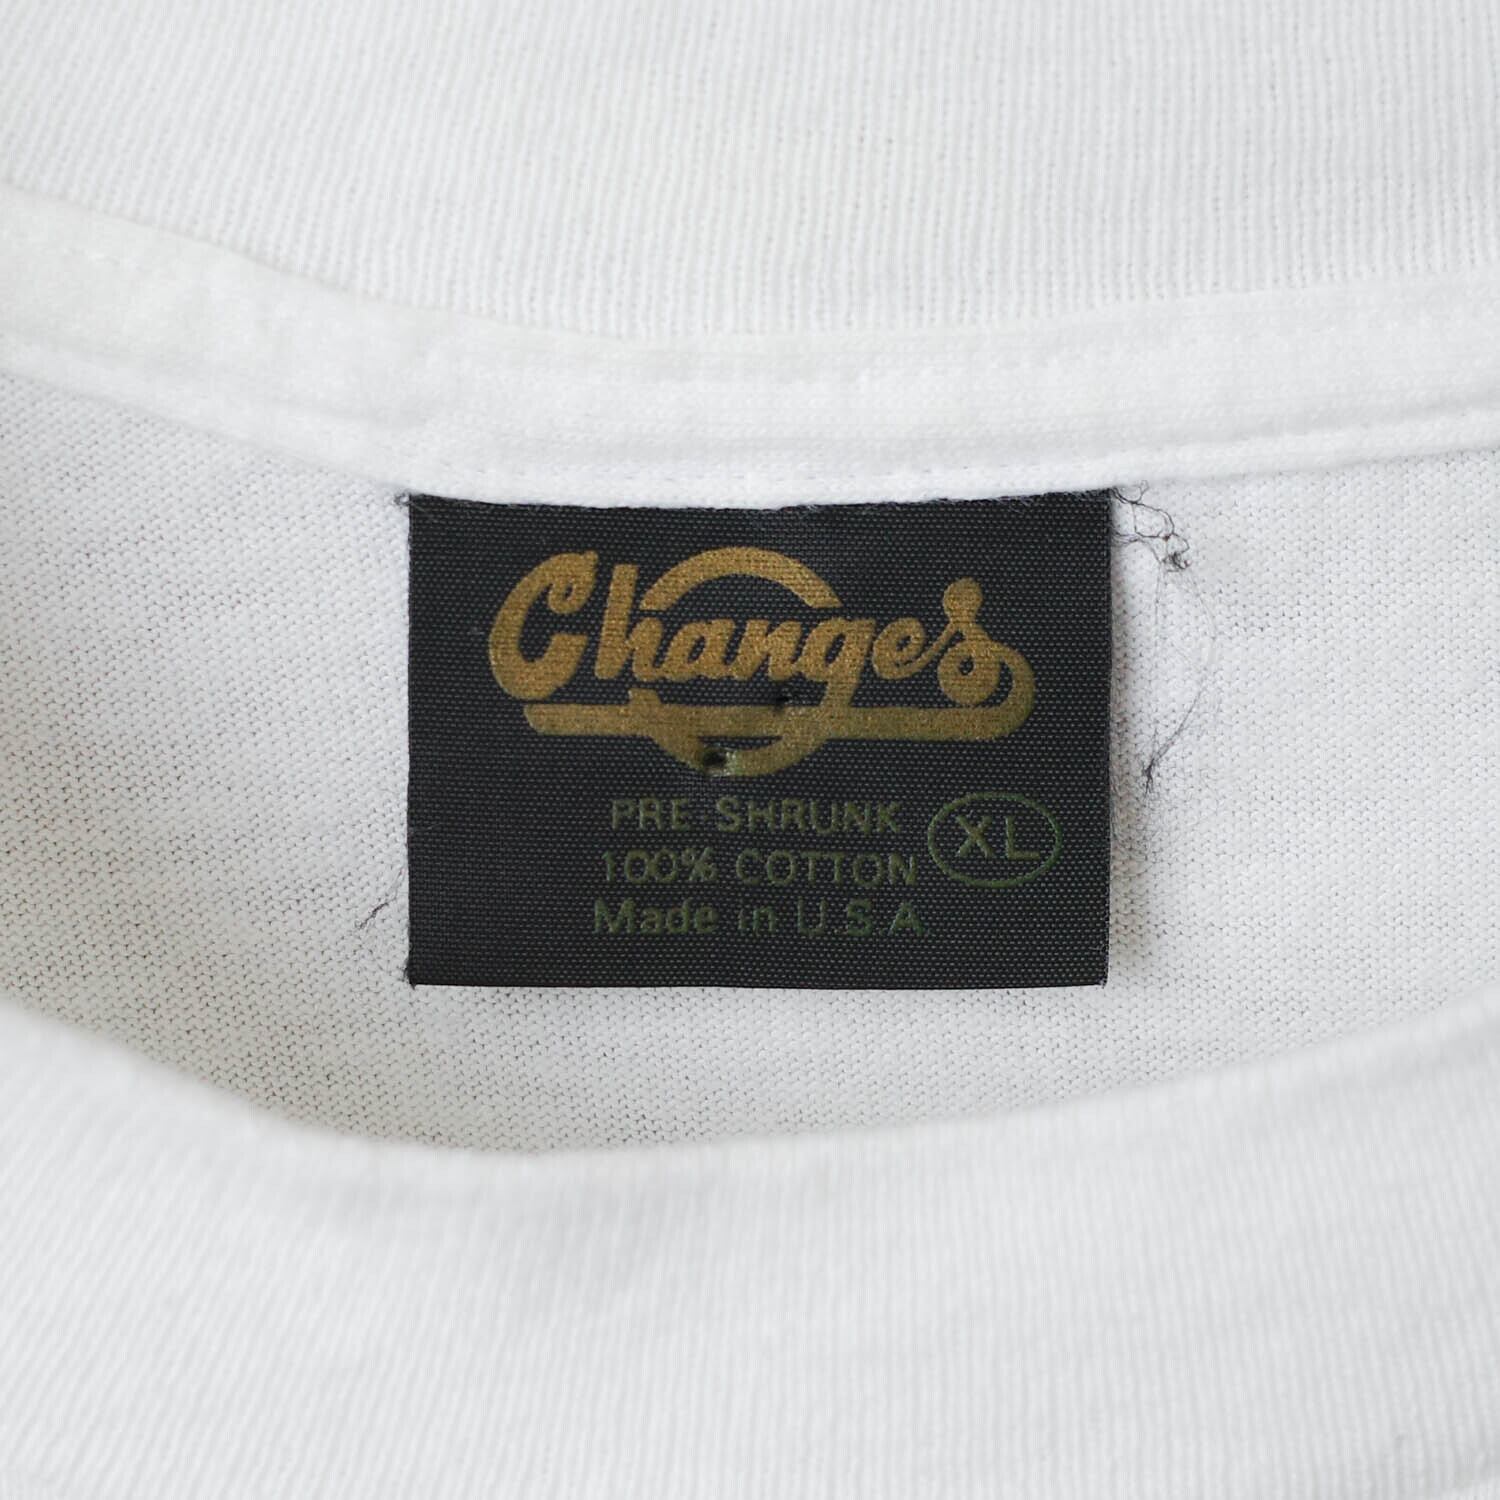 Changes
PRE-SHRUNK
100% COTTON
XL
Made in U.S.A.